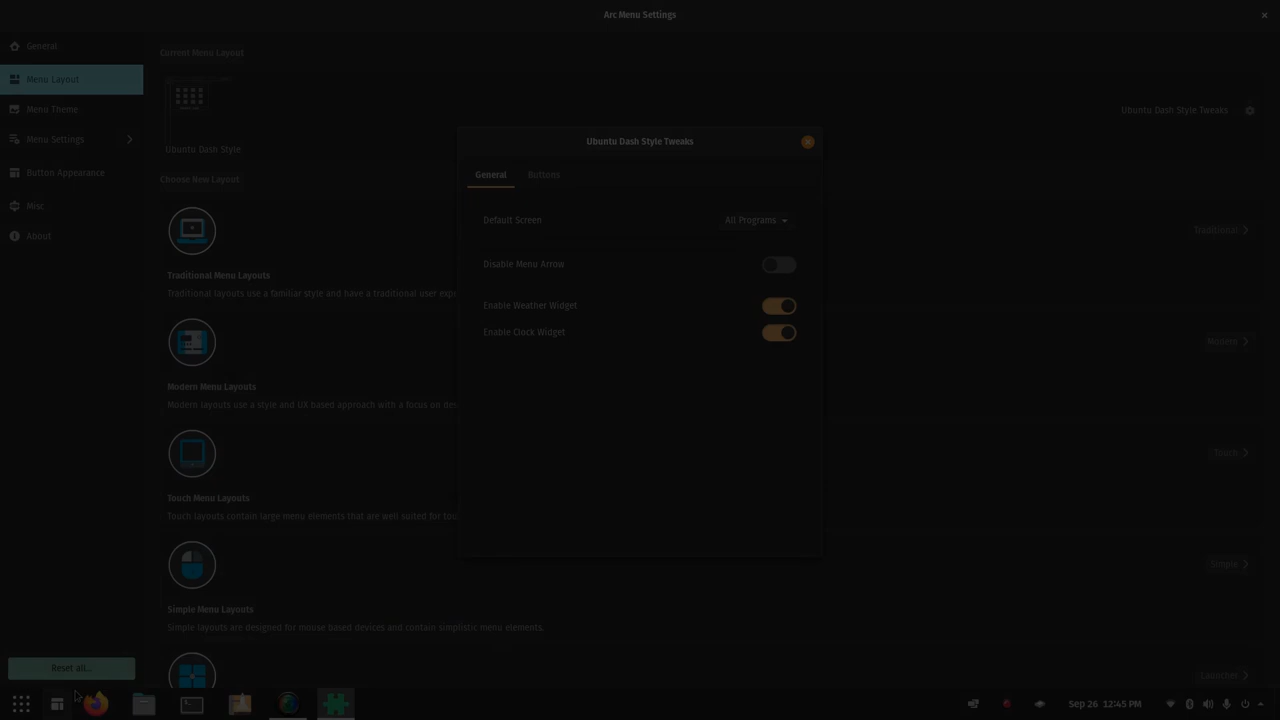 Arc Menu Settings
General
Menu Layout
Menu Theme
Menu Settings
Button Appearance
Misc
About
Reset all...
Current Menu Layout
Ubuntu Dash Style
Ubuntu Dash Style Tweaks
Choose New Layout
Traditional Menu Layouts
Traditional layouts use a familiar style and have a traditional user
Traditional
Modern Menu Layouts
Modern layouts use a style and UX based approach with a focus on
Modern
Touch Menu Layouts
Touch layouts contain large menu elements that are well suited for
Touch
Simple Menu Layouts
Simple layouts are designed for mouse based devices and contain simplistic menu elements.
Simple
Launcher
Ubuntu Dash Style Tweaks
General Buttons
Default Screen All Programs
Disable Menu Arrow
Enable Weather Widget
Enable Clock Widget
Sep 26 12:45 PM